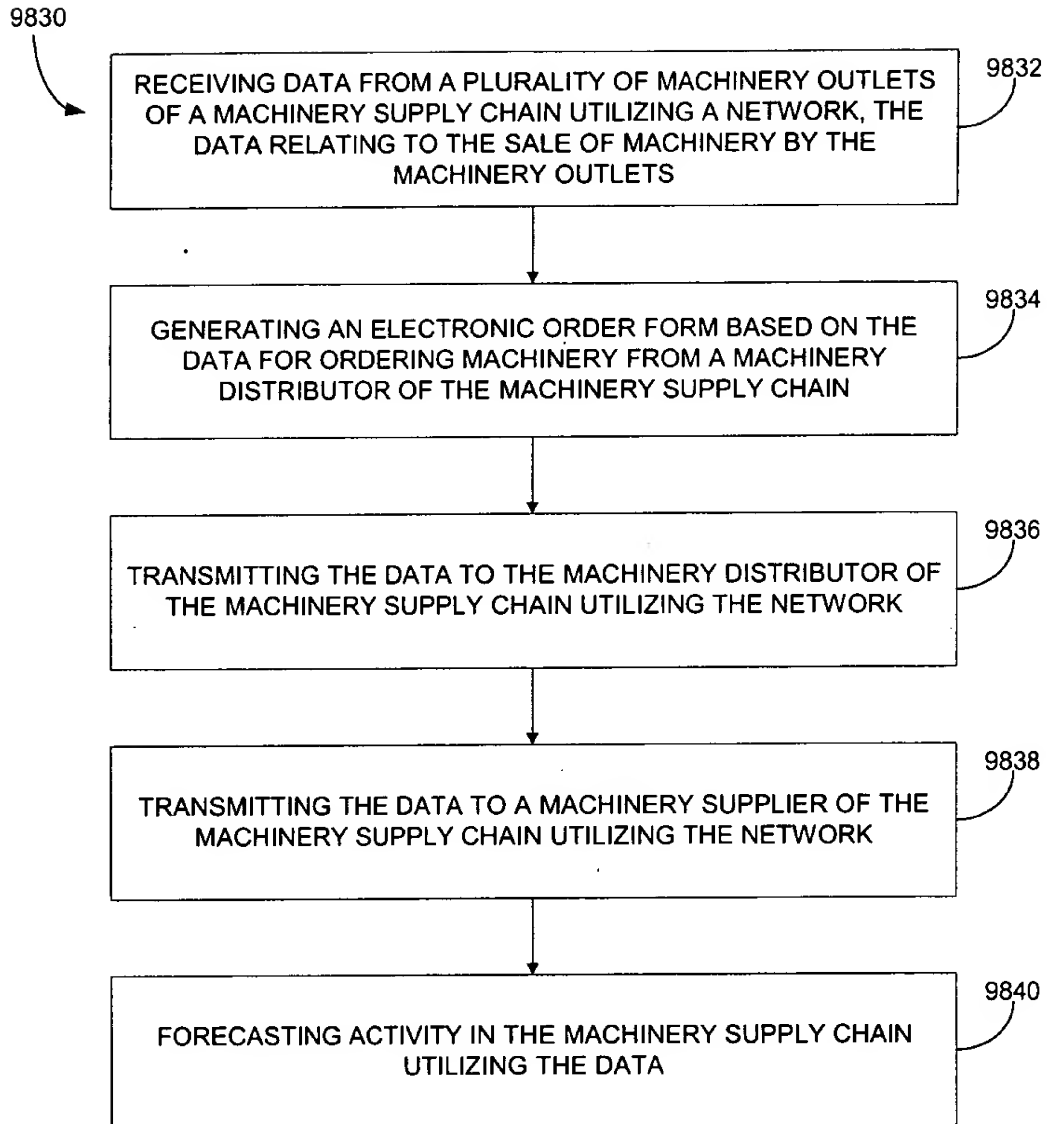 9830
9832
RECEIVING DATA FROM A PLURALITY OF MACHINERY OUTLETS
OF A MACHINERY SUPPLY CHAIN UTILIZING A NETWORK, THE
DATA RELATING TO THE SALE OF MACHINERY BY THE
MACHINERY OUTLETS
9834
GENERATING AN ELECTRONIC ORDER FORM BASED ON THE
DATA FOR ORDERING MACHINERY FROM A MACHINERY
DISTRIBUTOR OF THE MACHINERY SUPPLY CHAIN
9836
TRANSMITTING THE DATA TO THE MACHINERY DISTRIBUTOR OF
THE MACHINERY SUPPLY CHAIN UTILIZING THE NETWORK
9838
TRANSMITTING THE DATA TO A MACHINERY SUPPLIER OF THE
MACHINERY SUPPLY CHAIN UTILIZING THE NETWORK
9840
FORECASTING ACTIVITY IN THE MACHINERY SUPPLY CHAIN
UTILIZING THE DATA